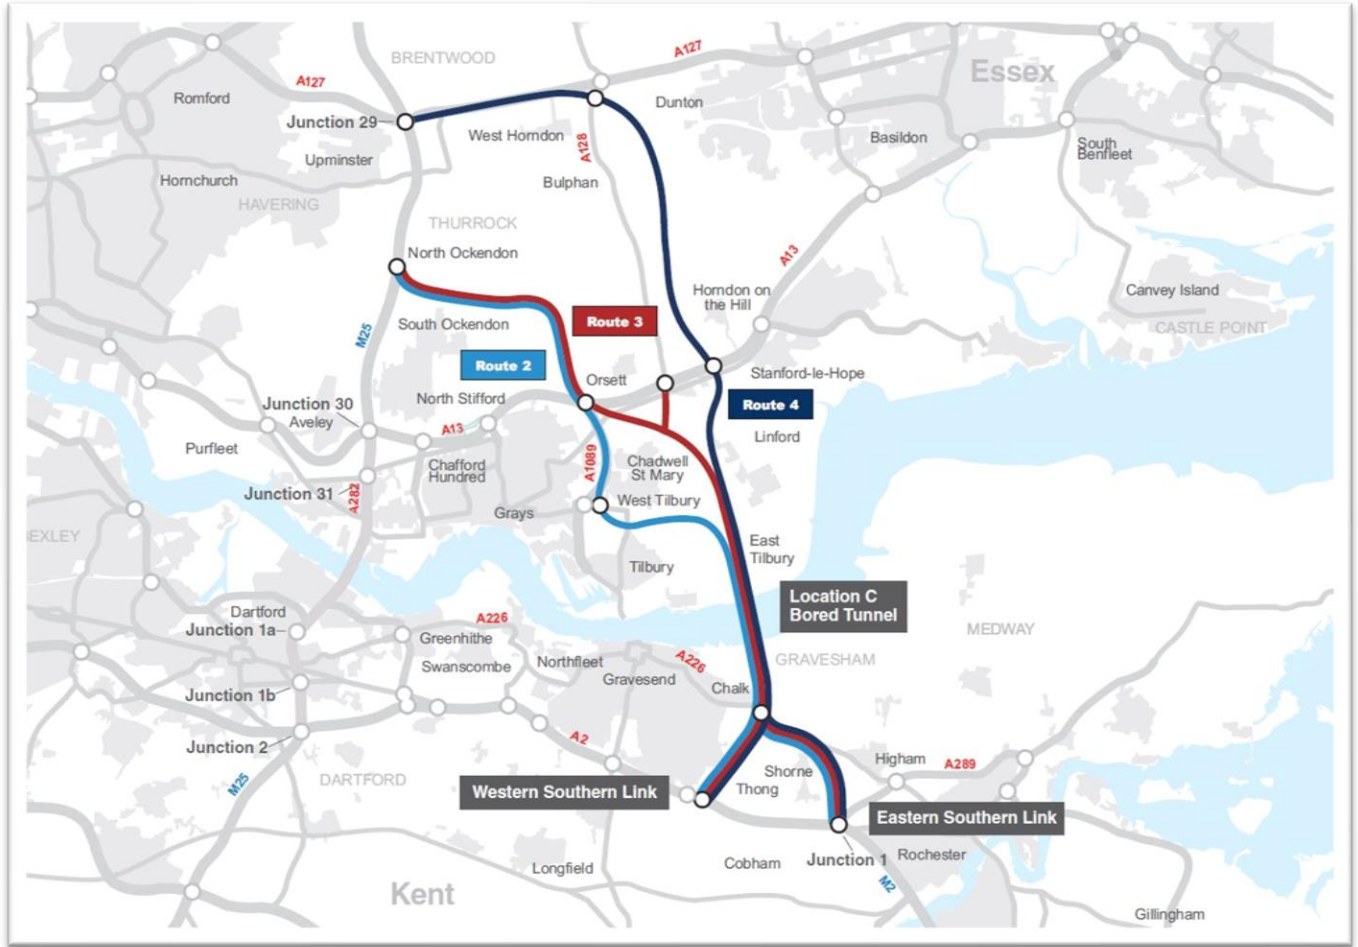 BRENTWOOD
A127
Essex
A127
Romford
Dunton
Junction 29
West Horndon
A128
Basildon
South
Benfleet
Upminster
Hornchurch
Bulphan
HAVERING
THURROCK
North Ockendon
A13
Horndon on
the Hill
Canvey Island
CASTLE POINT
South Ockendon
Route 3
M25
Route 2
Orsett
Stanford-le-Hope
North Stifford
Junction 30
Aveley
Route 4
A13
Linford
Purfleet
Chafford
Hundred
A1089
Chadwell
St Mary
Junction 31
A282
West Tilbury
Grays
EXLEY
East
Tilbury
Tilbury
Location C
Bored Tunnel
Dartford
A226
Junction 1a
Greenhithe
MEDWAY
Swanscombe
Northfleet
A226
GRAVESHAM
Gravesend
Chalk
Junction 1b
A2
Junction 2
Higham
A289
DARTFORD
Shorne
M25
Western Southern Link
Thong
Eastern Southern Link
Cobham
Junction 1
Rochester
Longfield
M2
Kent
Gillingham